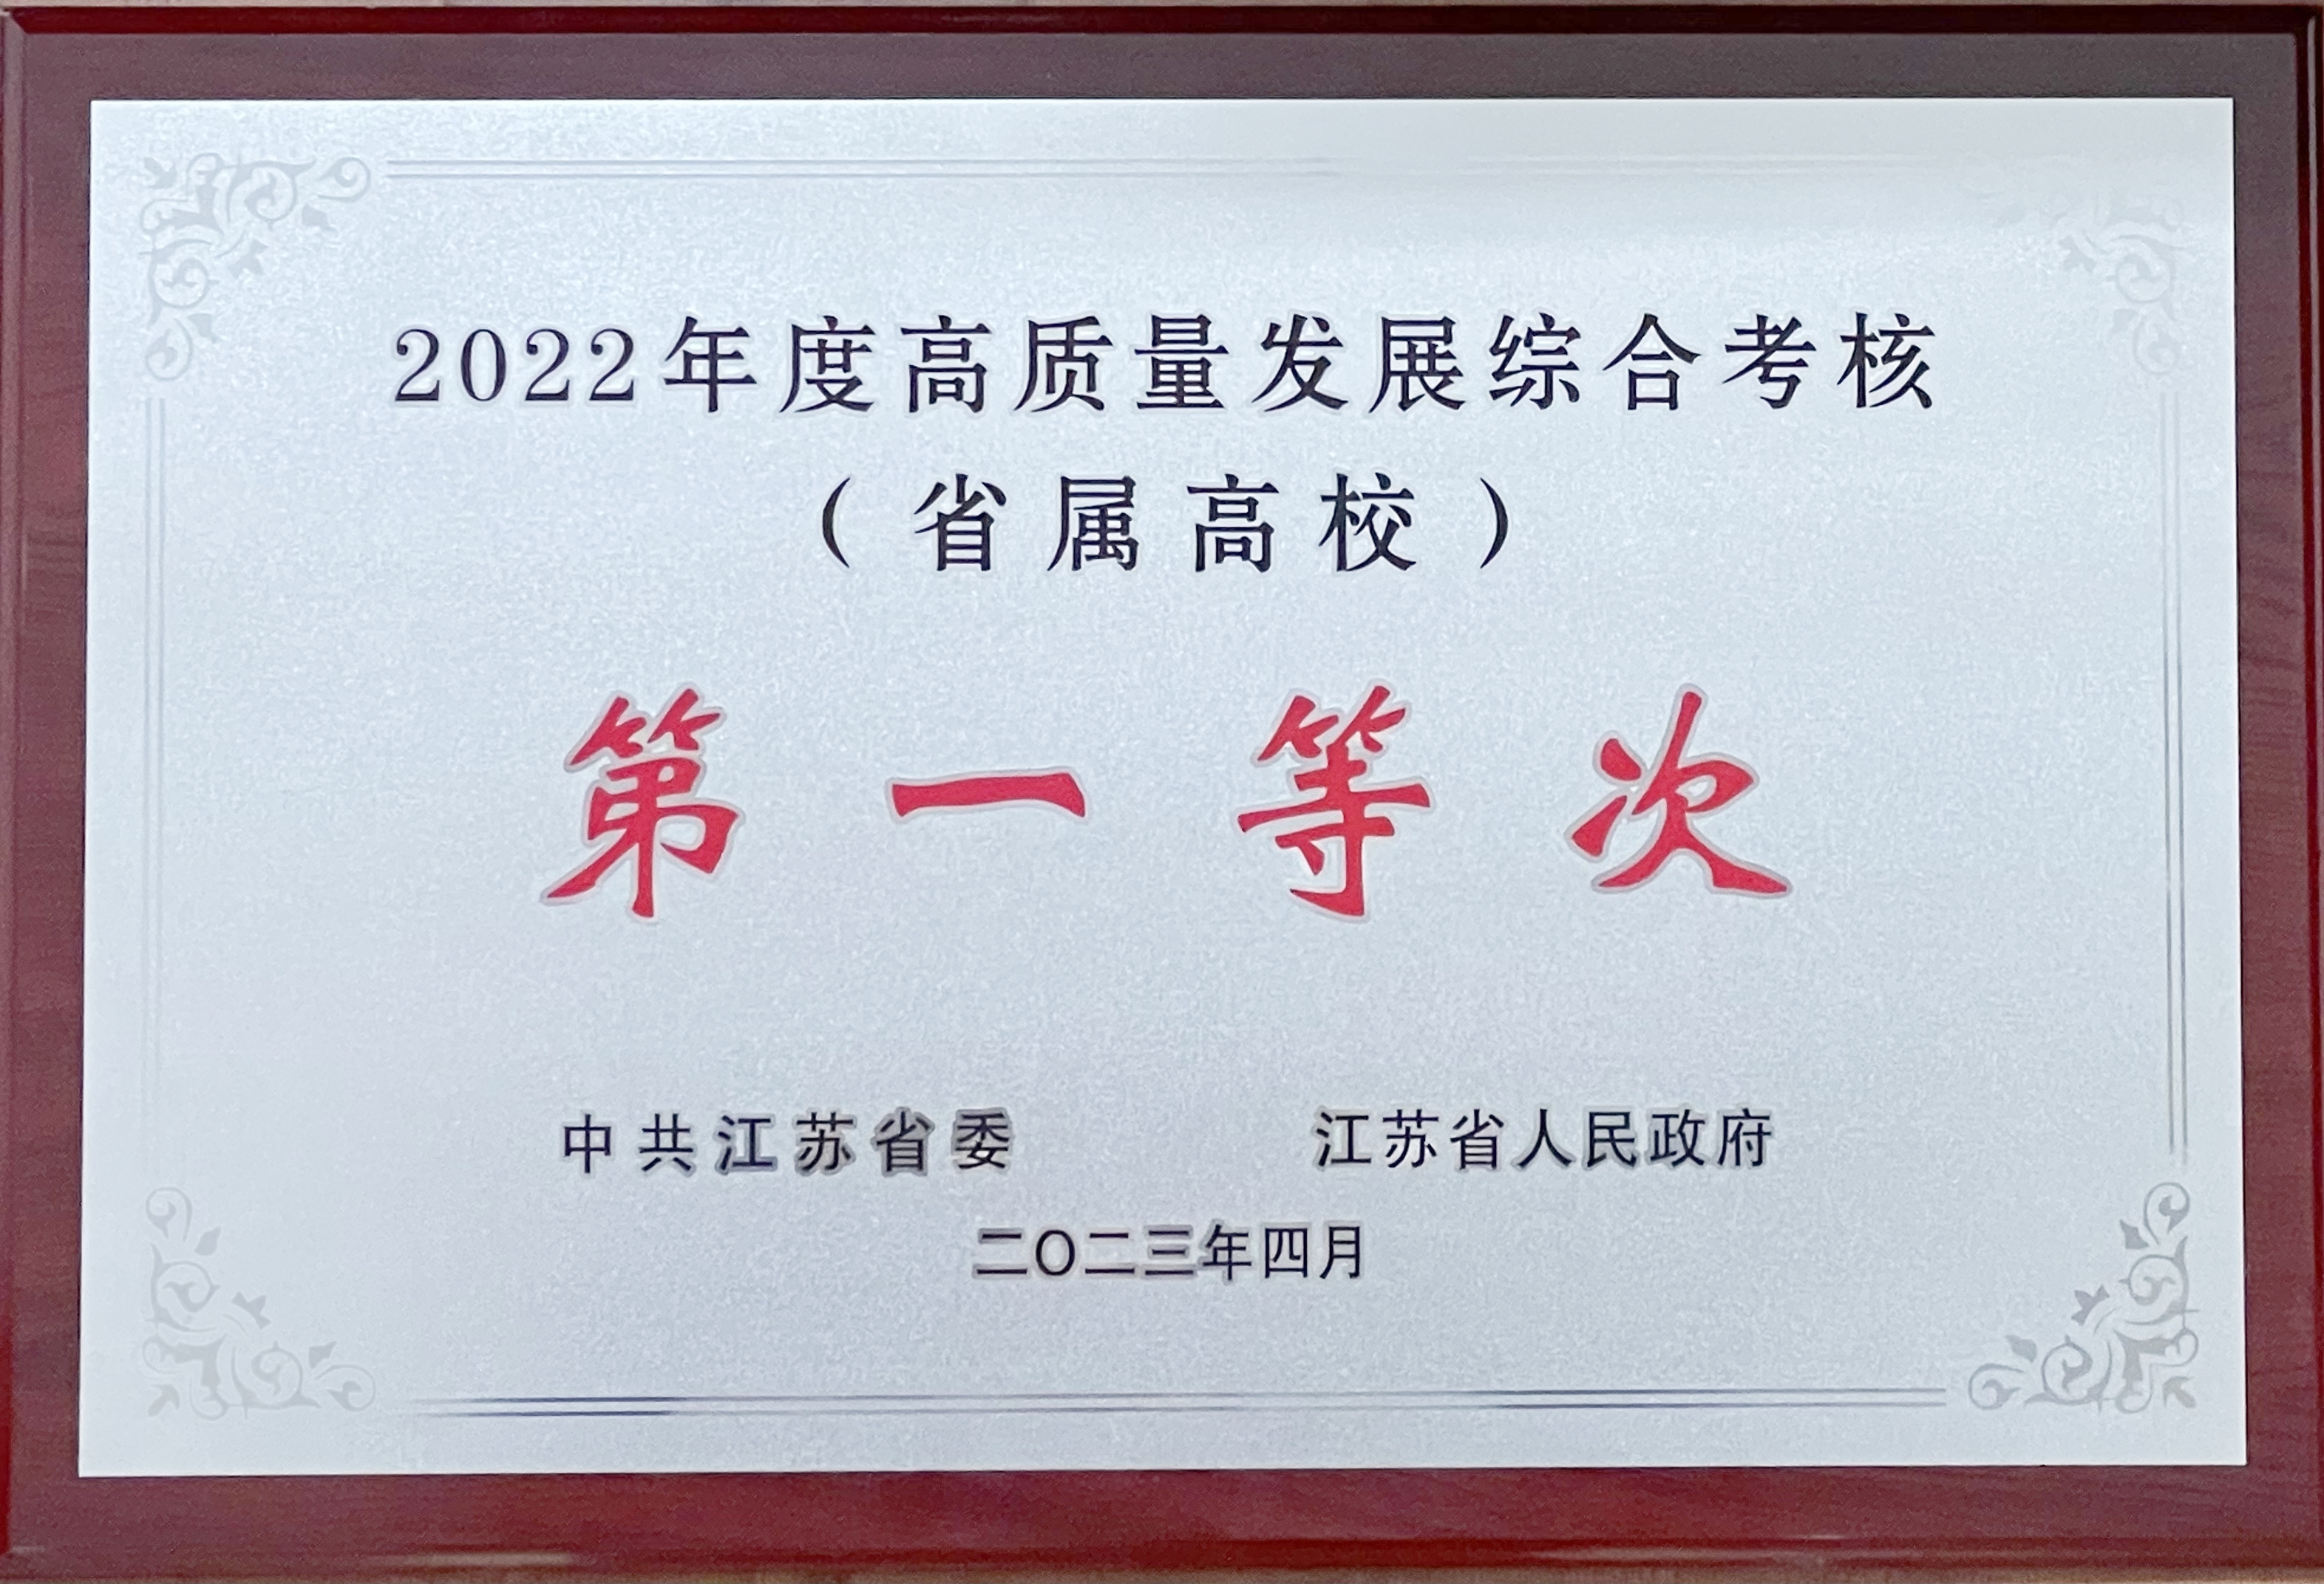 2022年度高质量发展综合考核
（省属高校）
第一等次
中共江苏省委 江苏省人民政府
二〇二三年四月